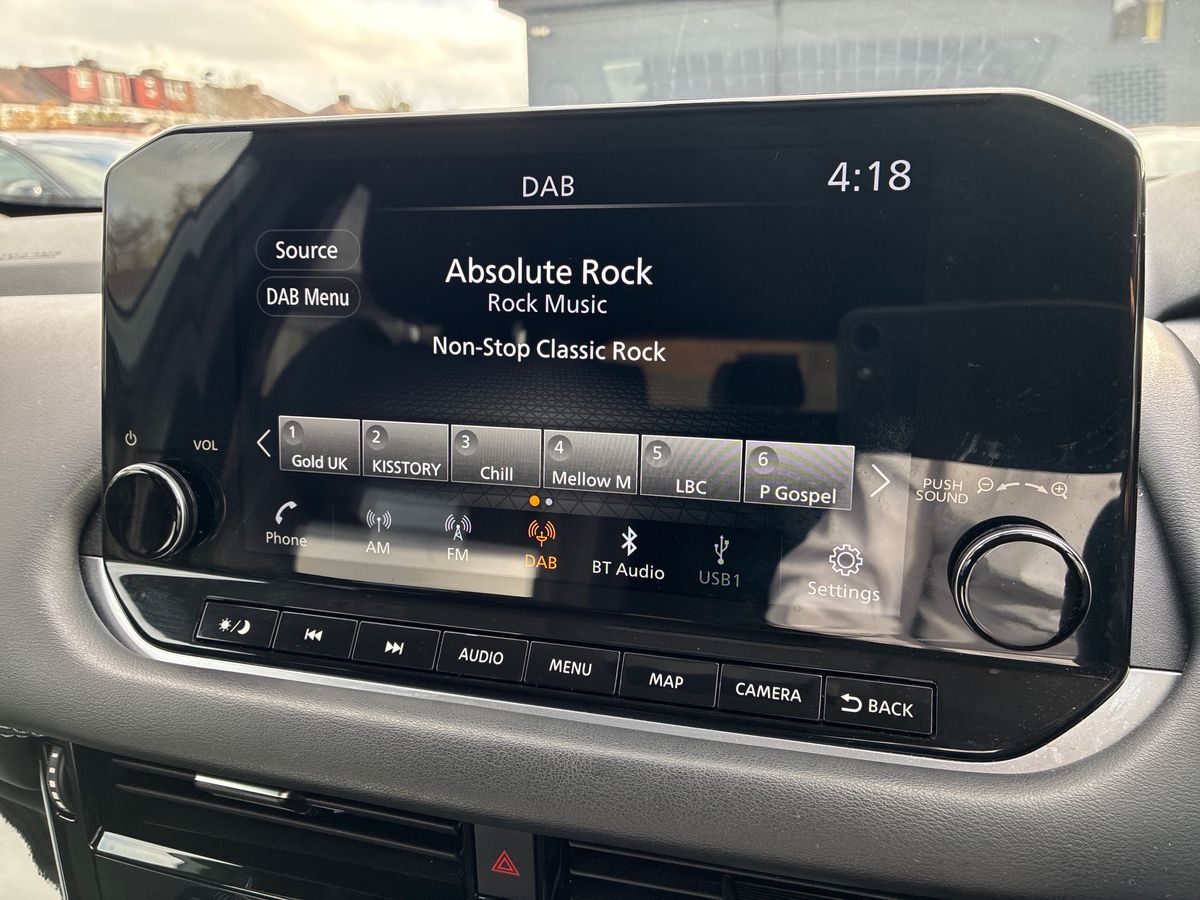 DAB
4:18
Source
DAB Menu
Absolute Rock
Rock Music
Non-Stop Classic Rock
VOL
1
Gold UK
2
KISSTORY
3
Chill
4
Mellow M
5
LBC
6
P Gospel
PUSH
SOUND
Phone
AM
FM
DAB
BT Audio
USB1
Settings
AUDIO
MENU
MAP
CAMERA
BACK